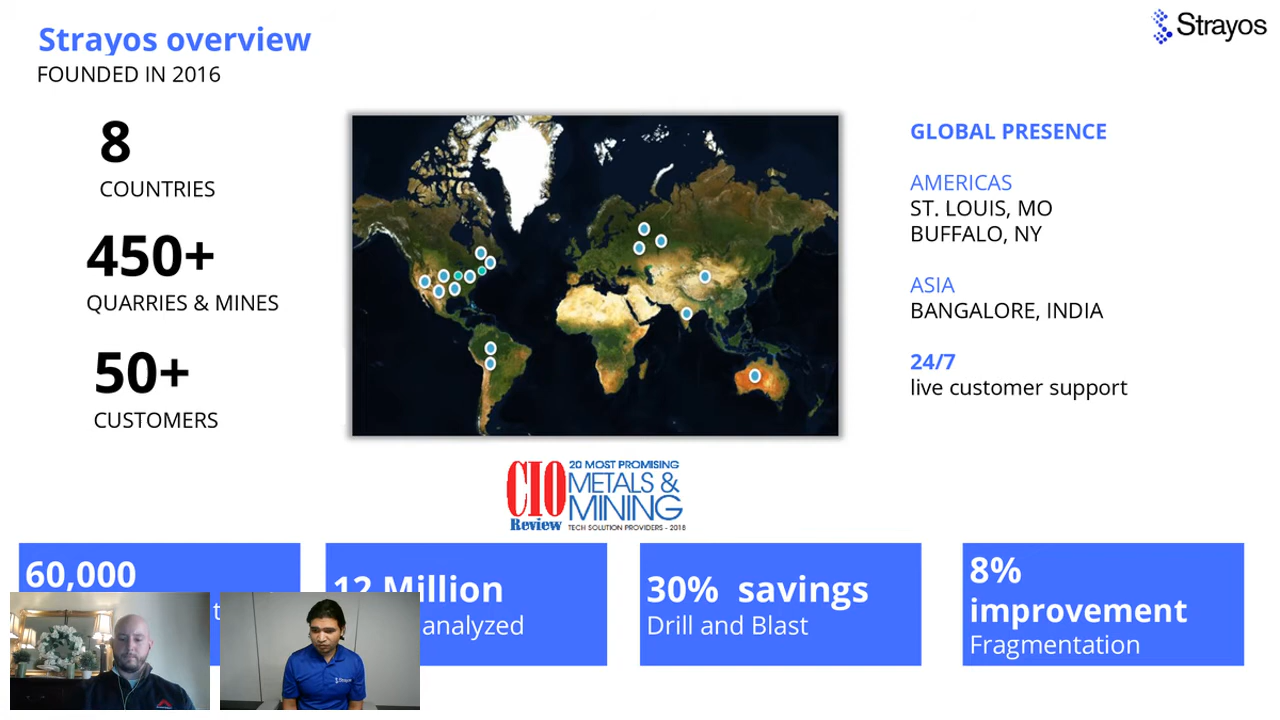 Strayos overview
FOUNDED IN 2016
Strayos
8
COUNTRIES
450+
QUARRIES & MINES
50+
CUSTOMERS
GLOBAL PRESENCE
AMERICAS
ST. LOUIS, MO
BUFFALO, NY
ASIA
BANGALORE, INDIA
24/7
live customer support
CIO
Review
20 MOST PROMISING
METALS &
MINING
TECH SOLUTION PROVIDERS - 2018
60,000
12 Million
analyzed
30% savings
Drill and Blast
8%
improvement
Fragmentation
Strayos